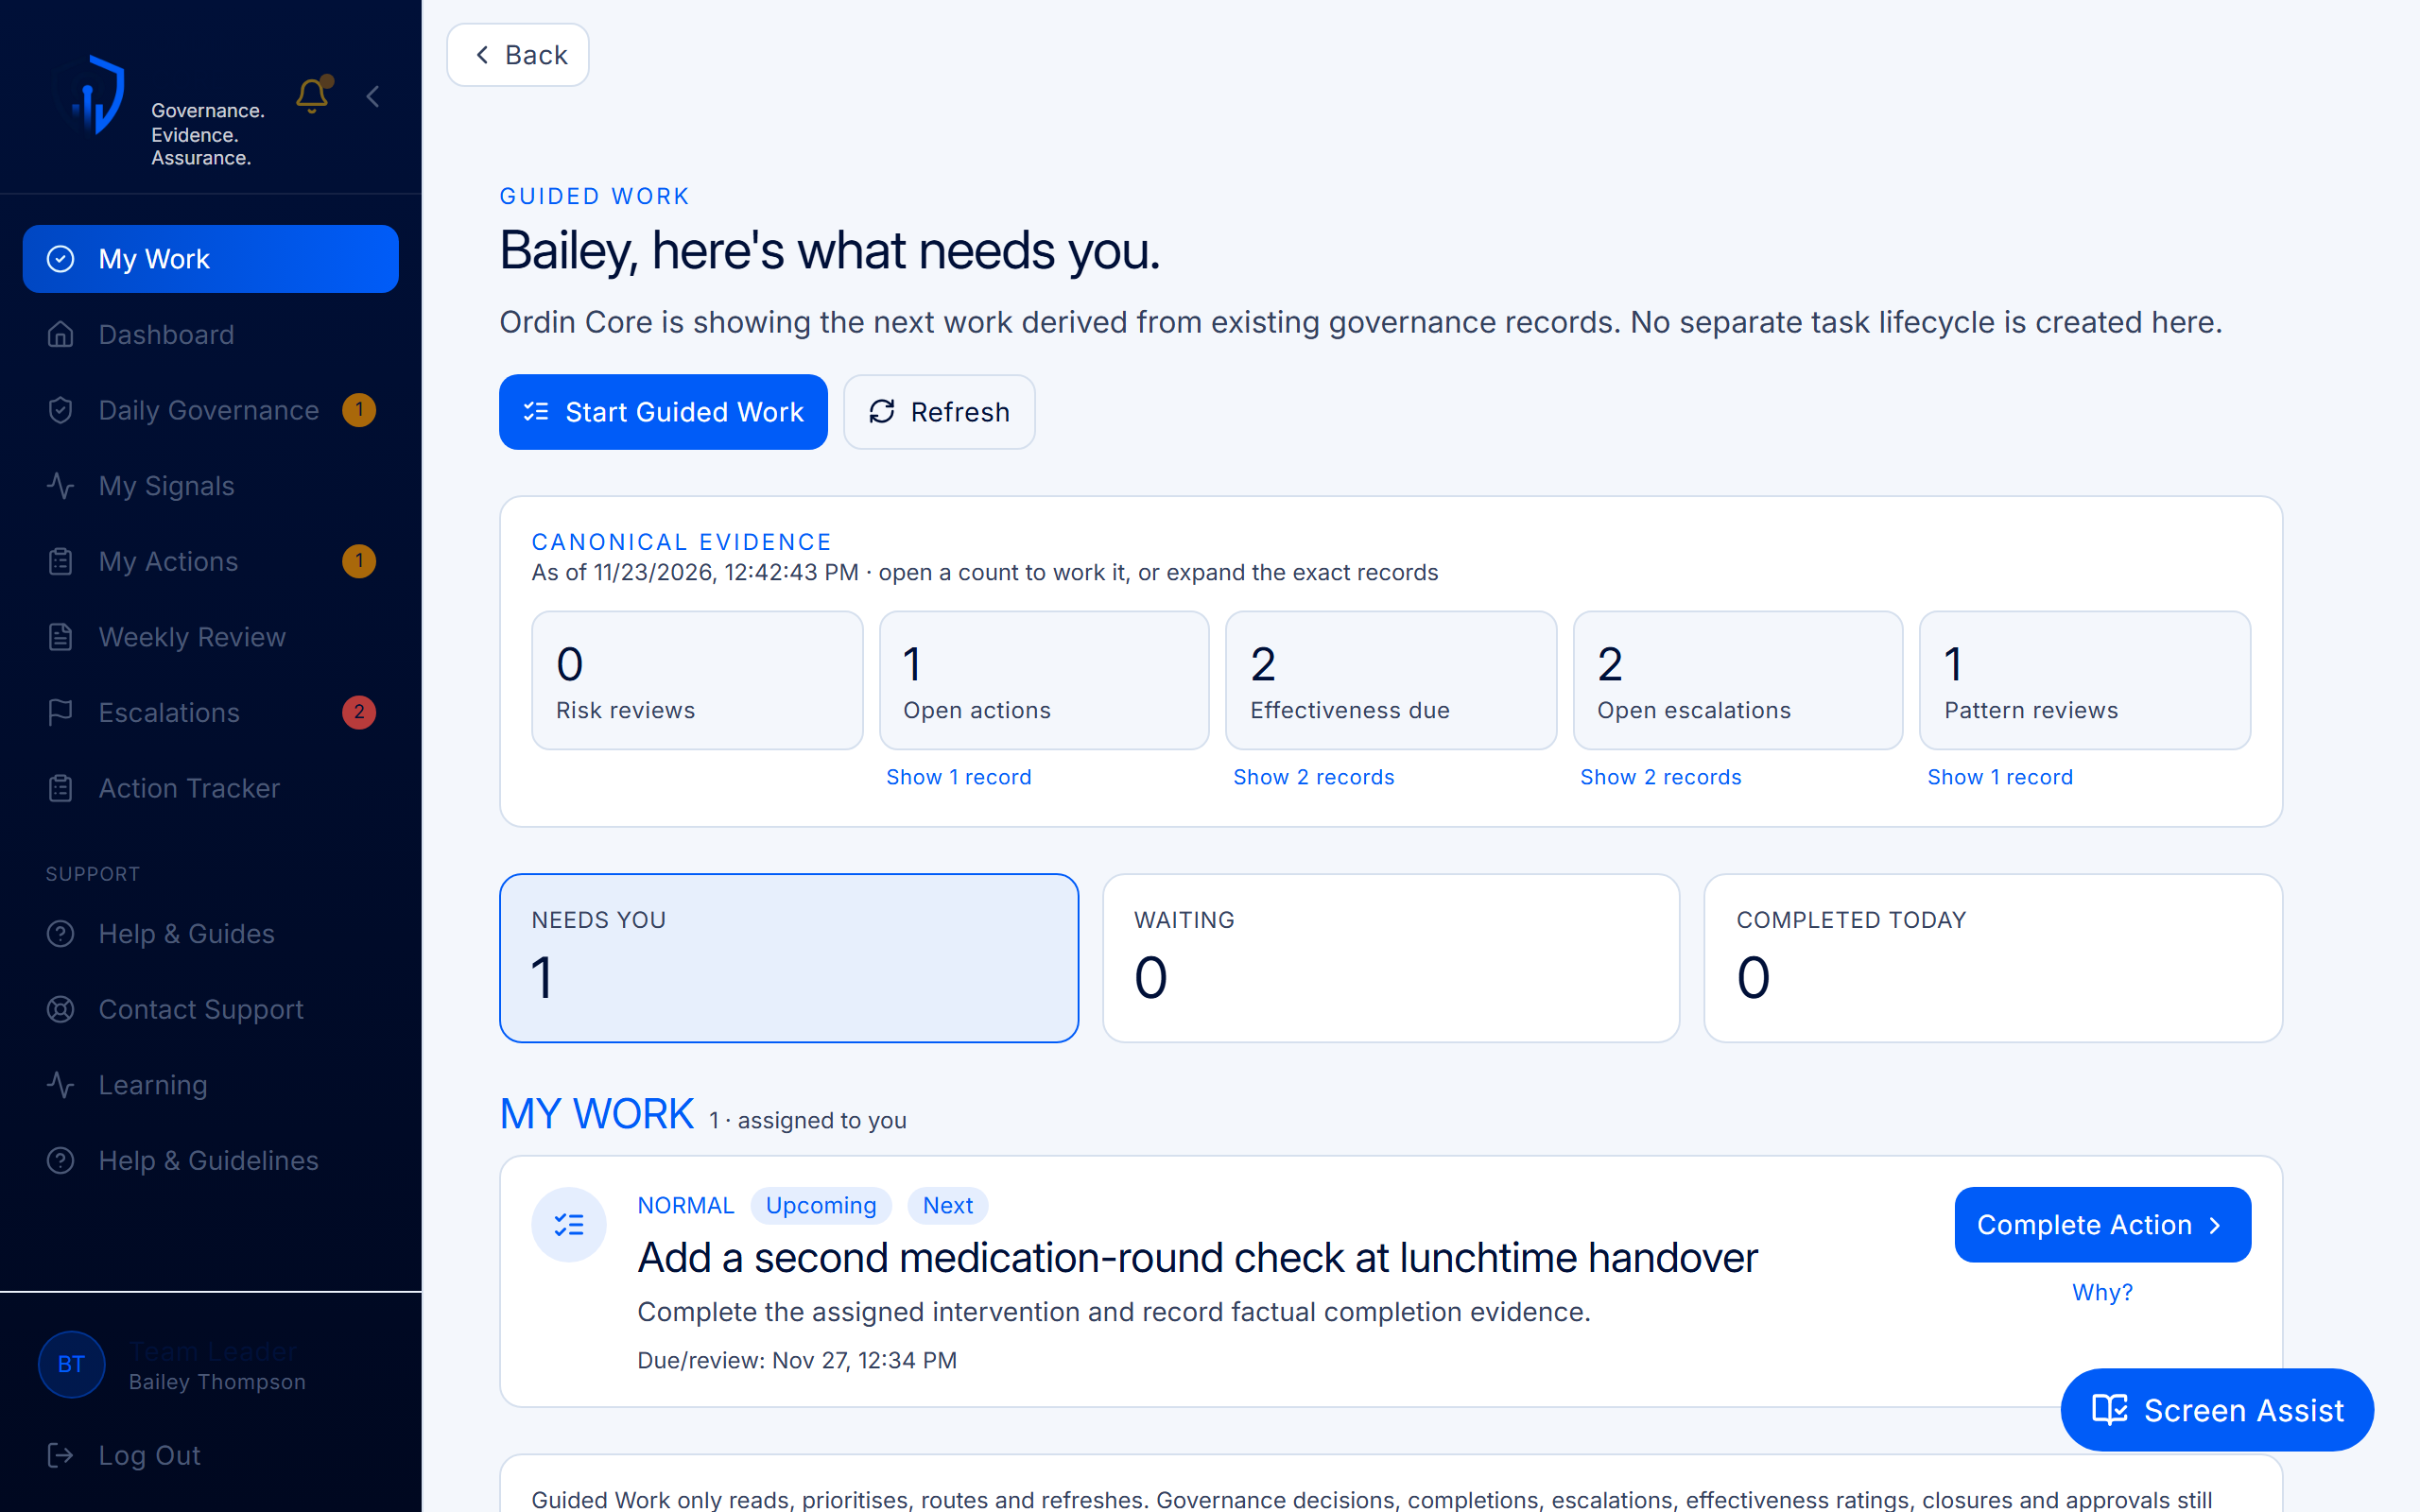 Governance.
Evidence.
Assurance.
My Work
Dashboard
Daily Governance 1
My Signals
My Actions 1
Weekly Review
Escalations 2
Action Tracker
SUPPORT
Help & Guides
Contact Support
Learning
Help & Guidelines
BT
Team Leader
Bailey Thompson
Log Out
Back
GUIDED WORK
Bailey, here's what needs you.
Ordin Core is showing the next work derived from existing governance records. No separate task lifecycle is created here.
Start Guided Work
Refresh
CANONICAL EVIDENCE
As of 11/23/2026, 12:42:43 PM · open a count to work it, or expand the exact records
0
Risk reviews
1
Open actions
Show 1 record
2
Effectiveness due
Show 2 records
2
Open escalations
Show 2 records
1
Pattern reviews
Show 1 record
NEEDS YOU
1
WAITING
0
COMPLETED TODAY
0
MY WORK 1 · assigned to you
NORMAL Upcoming Next
Add a second medication-round check at lunchtime handover
Complete the assigned intervention and record factual completion evidence.
Due/review: Nov 27, 12:34 PM
Complete Action
Why?
Screen Assist
Guided Work only reads, prioritises, routes and refreshes. Governance decisions, completions, escalations, effectiveness ratings, closures and approvals still